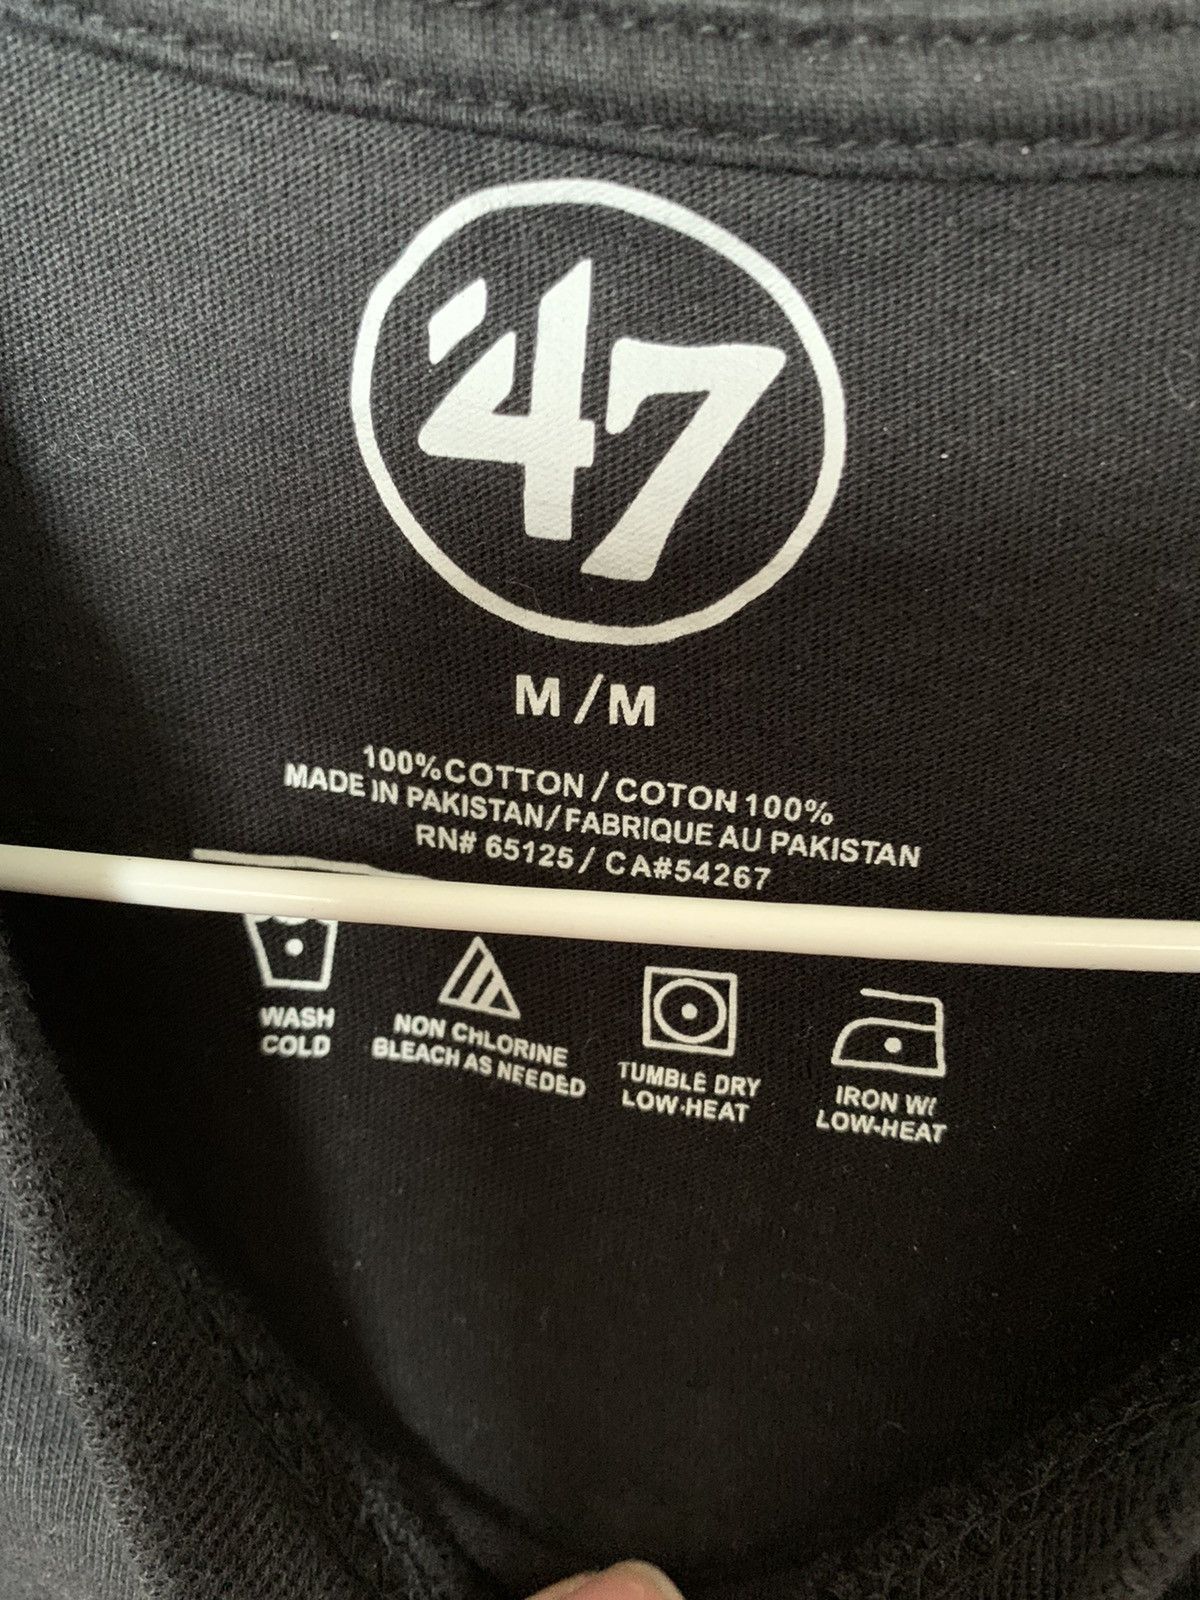 '47
M / M
100% COTTON / COTON 100%
MADE IN PAKISTAN / FABRIQUE AU PAKISTAN
RN# 65125 / CA#54267
WASH
COLD
NON CHLORINE
BLEACH AS NEEDED
TUMBLE DRY
LOW-HEAT
IRON W/
LOW-HEAT